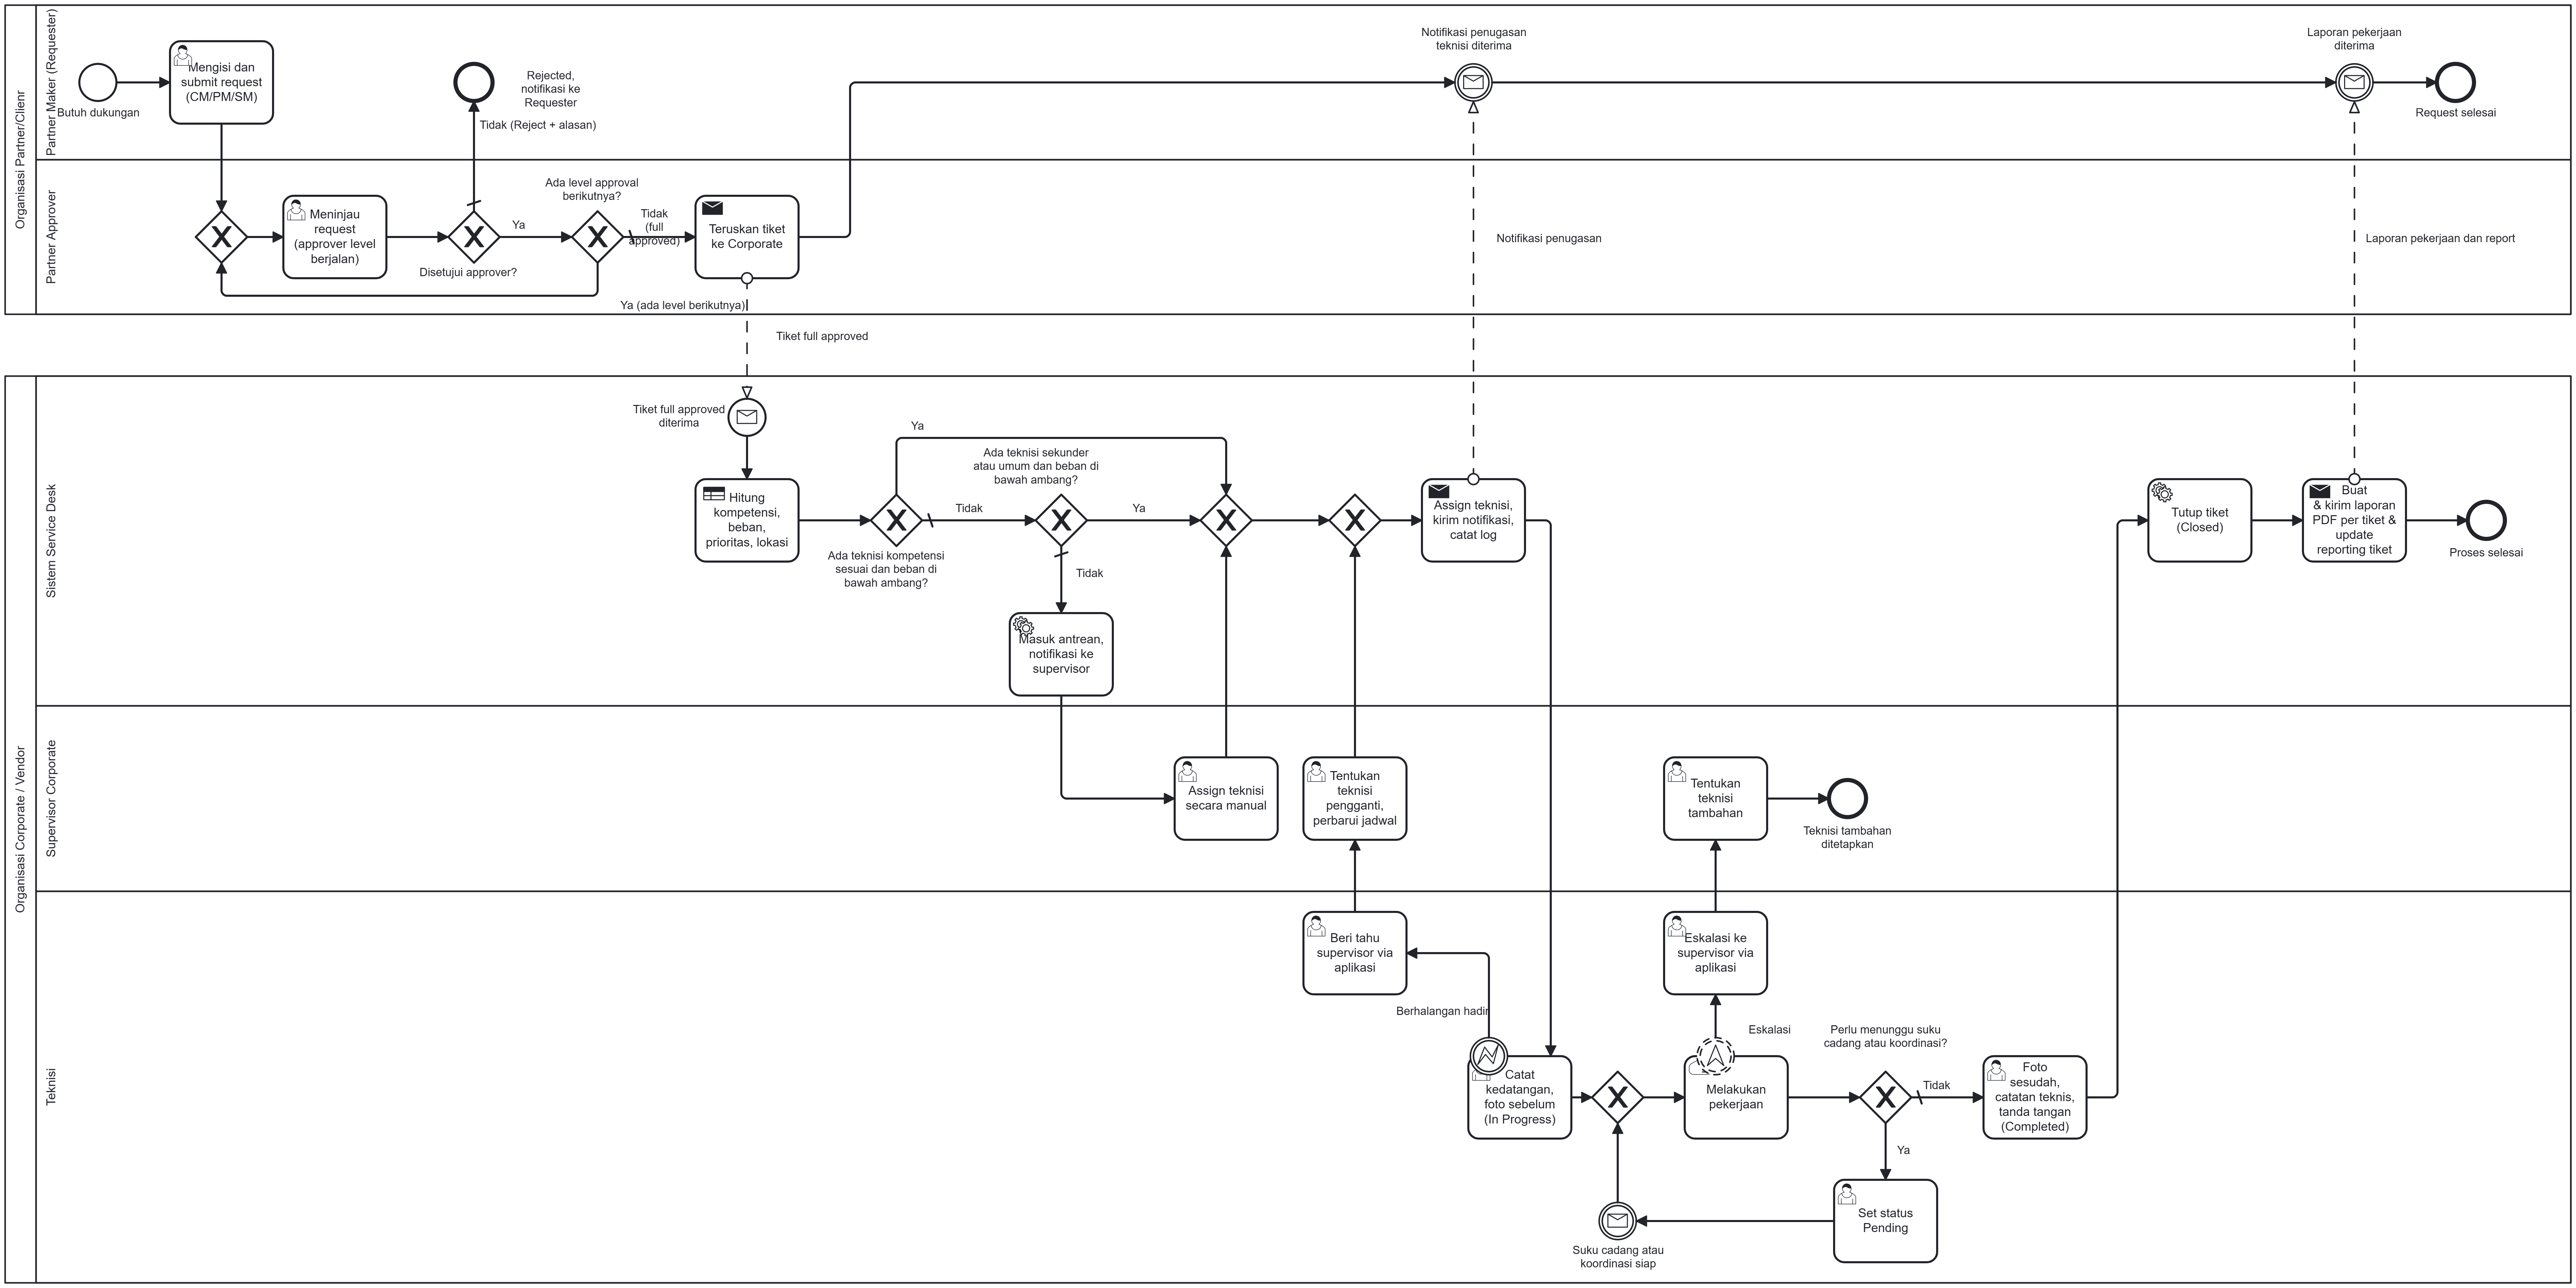 Organisasi Partner/Clienr
Partner Maker (Requester)
Butuh dukungan
Mengisi dan
submit request
(CM/PM/SM)
Rejected,
notifikasi ke
Requester
Tidak (Reject + alasan)
Notifikasi penugasan
teknisi diterima
Laporan pekerjaan
diterima
Request selesai
Partner Approver
Meninjau
request
(approver level
berjalan)
Disetujui approver?
Ya
Ada level approval
berikutnya?
Tidak
(full
approved)
Teruskan tiket
ke Corporate
Ya (ada level berikutnya)
Notifikasi penugasan
Laporan pekerjaan dan report
Tiket full approved
Organisasi Corporate / Vendor
Sistem Service Desk
Tiket full approved
diterima
Hitung
kompetensi,
beban,
prioritas, lokasi
Ya
Ada teknisi kompetensi
sesuai dan beban di
bawah ambang?
Tidak
Ada teknisi sekunder
atau umum dan beban di
bawah ambang?
Ya
Tidak
Masuk antrean,
notifikasi ke
supervisor
Assign teknisi,
kirim notifikasi,
catat log
Tutup tiket
(Closed)
Buat
& kirim laporan
PDF per tiket &
update
reporting tiket
Proses selesai
Supervisor Corporate
Assign teknisi
secara manual
Tentukan
teknisi
pengganti,
perbarui jadwal
Tentukan
teknisi
tambahan
Teknisi tambahan
ditetapkan
Teknisi
Beri tahu
supervisor via
aplikasi
Berhalangan hadir
Eskalasi ke
supervisor via
aplikasi
Eskalasi
Catat
kedatangan,
foto sebelum
(In Progress)
Melakukan
pekerjaan
Perlu menunggu suku
cadang atau koordinasi?
Tidak
Foto
sesudah,
catatan teknis,
tanda tangan
(Completed)
Ya
Set status
Pending
Suku cadang atau
koordinasi siap